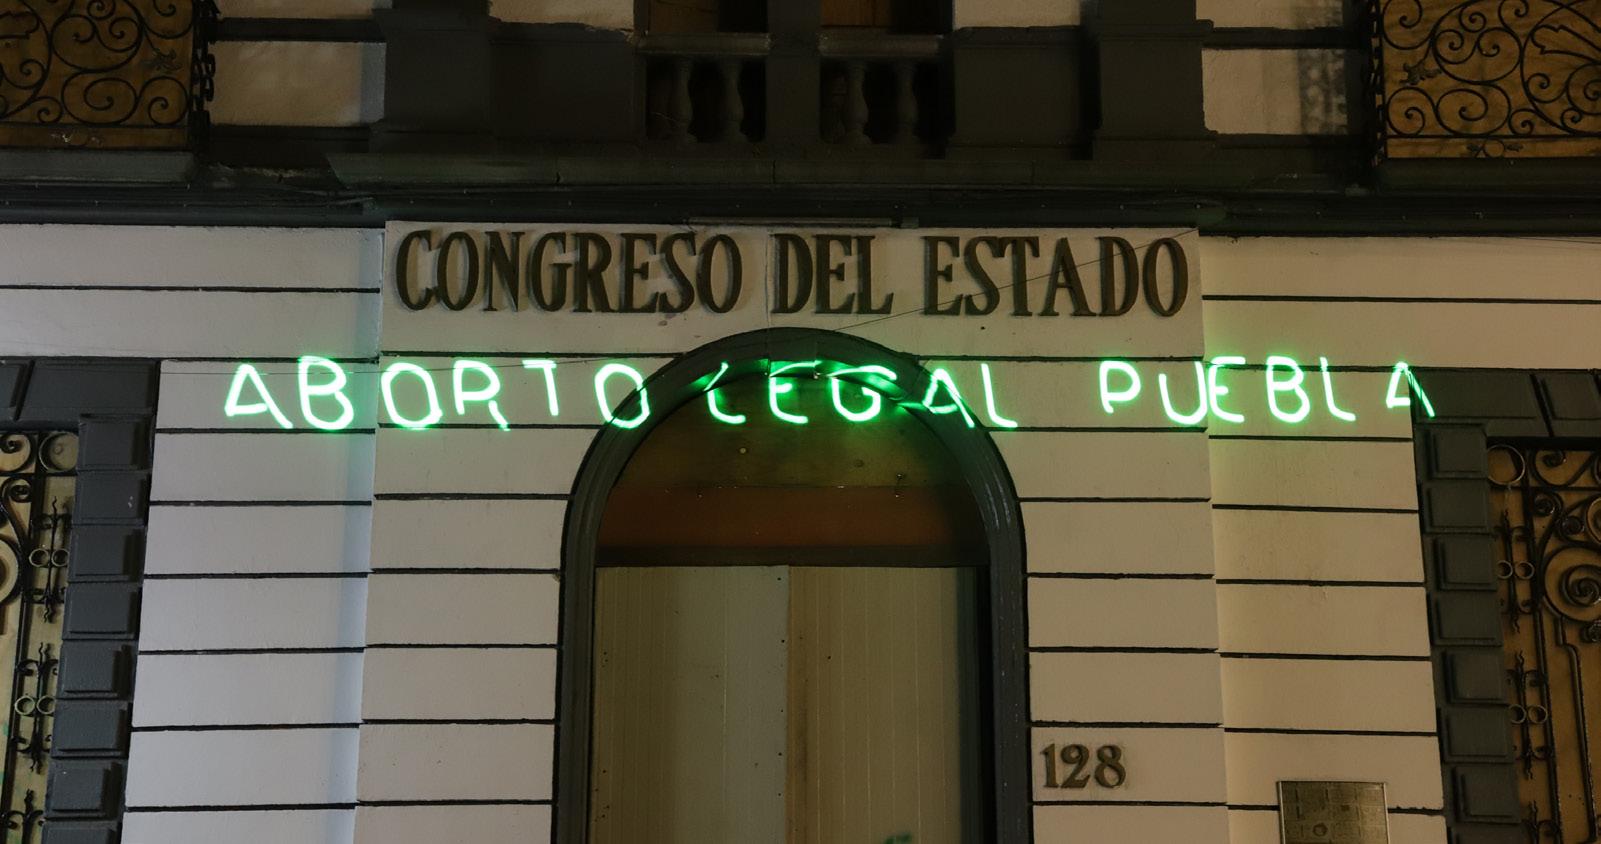 CONGRESO DEL ESTADO
ABORTO LEGAL PUEBLA
128